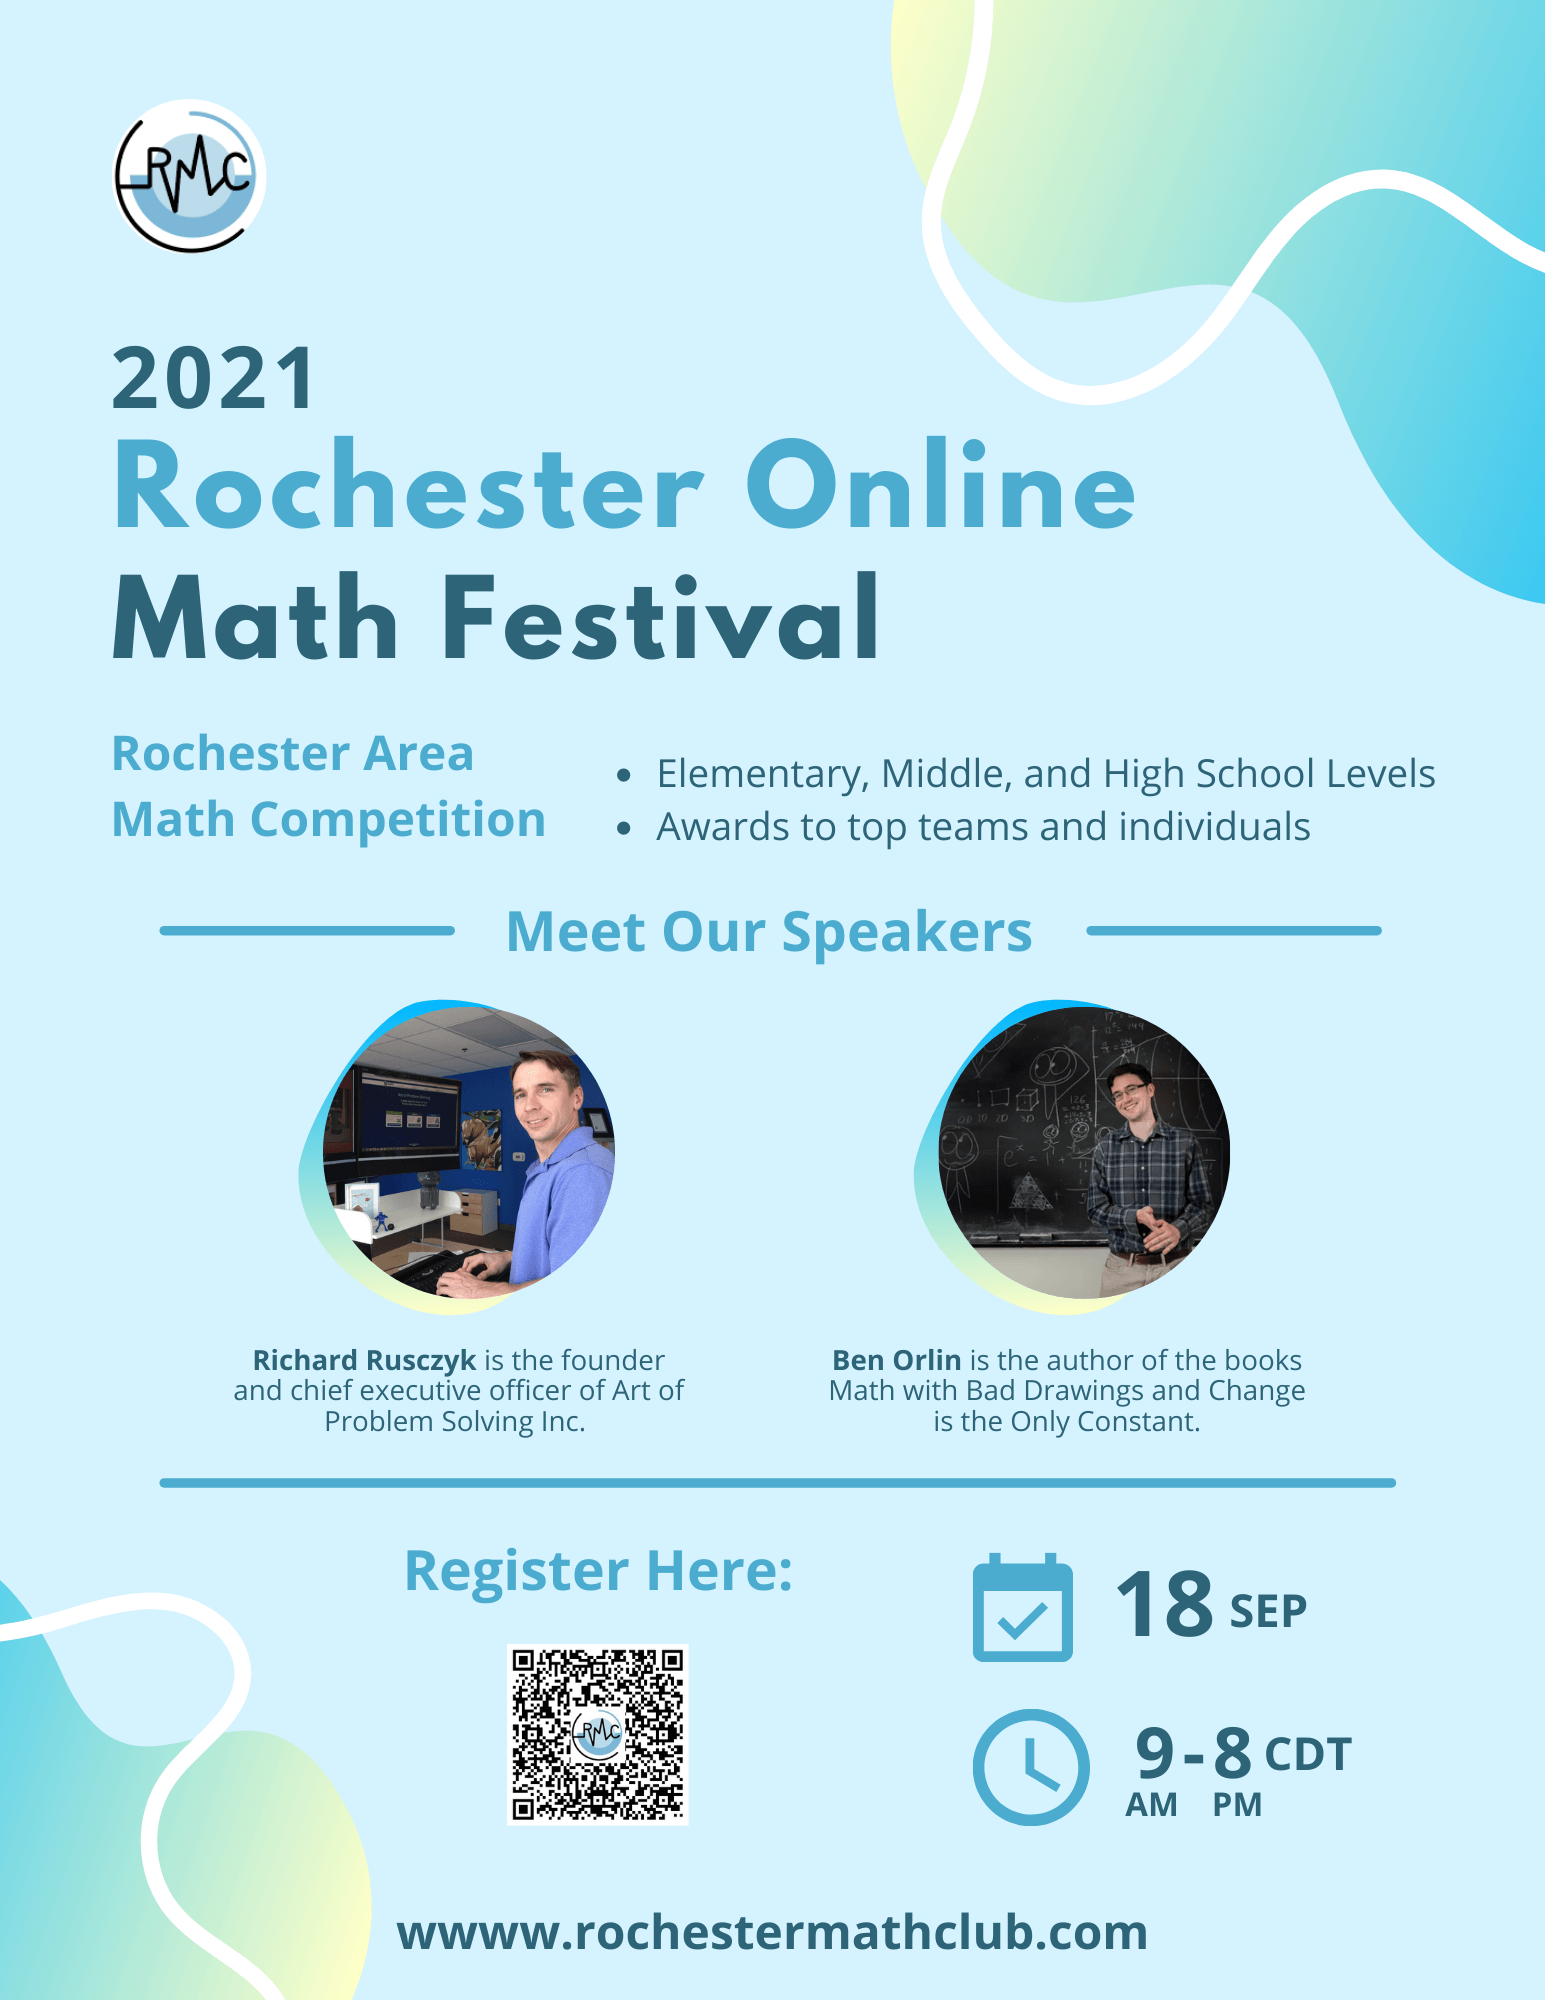 RMC
2021
Rochester Online
Math Festival
Rochester Area
Math Competition
• Elementary, Middle, and High School Levels
• Awards to top teams and individuals
Meet Our Speakers
Richard Rusczyk is the founder
and chief executive officer of Art of
Problem Solving Inc.
Ben Orlin is the author of the books
Math with Bad Drawings and Change
is the Only Constant.
Register Here:
RMC
18 SEP
9 - 8 CDT
AM PM
wwww.rochestermathclub.com